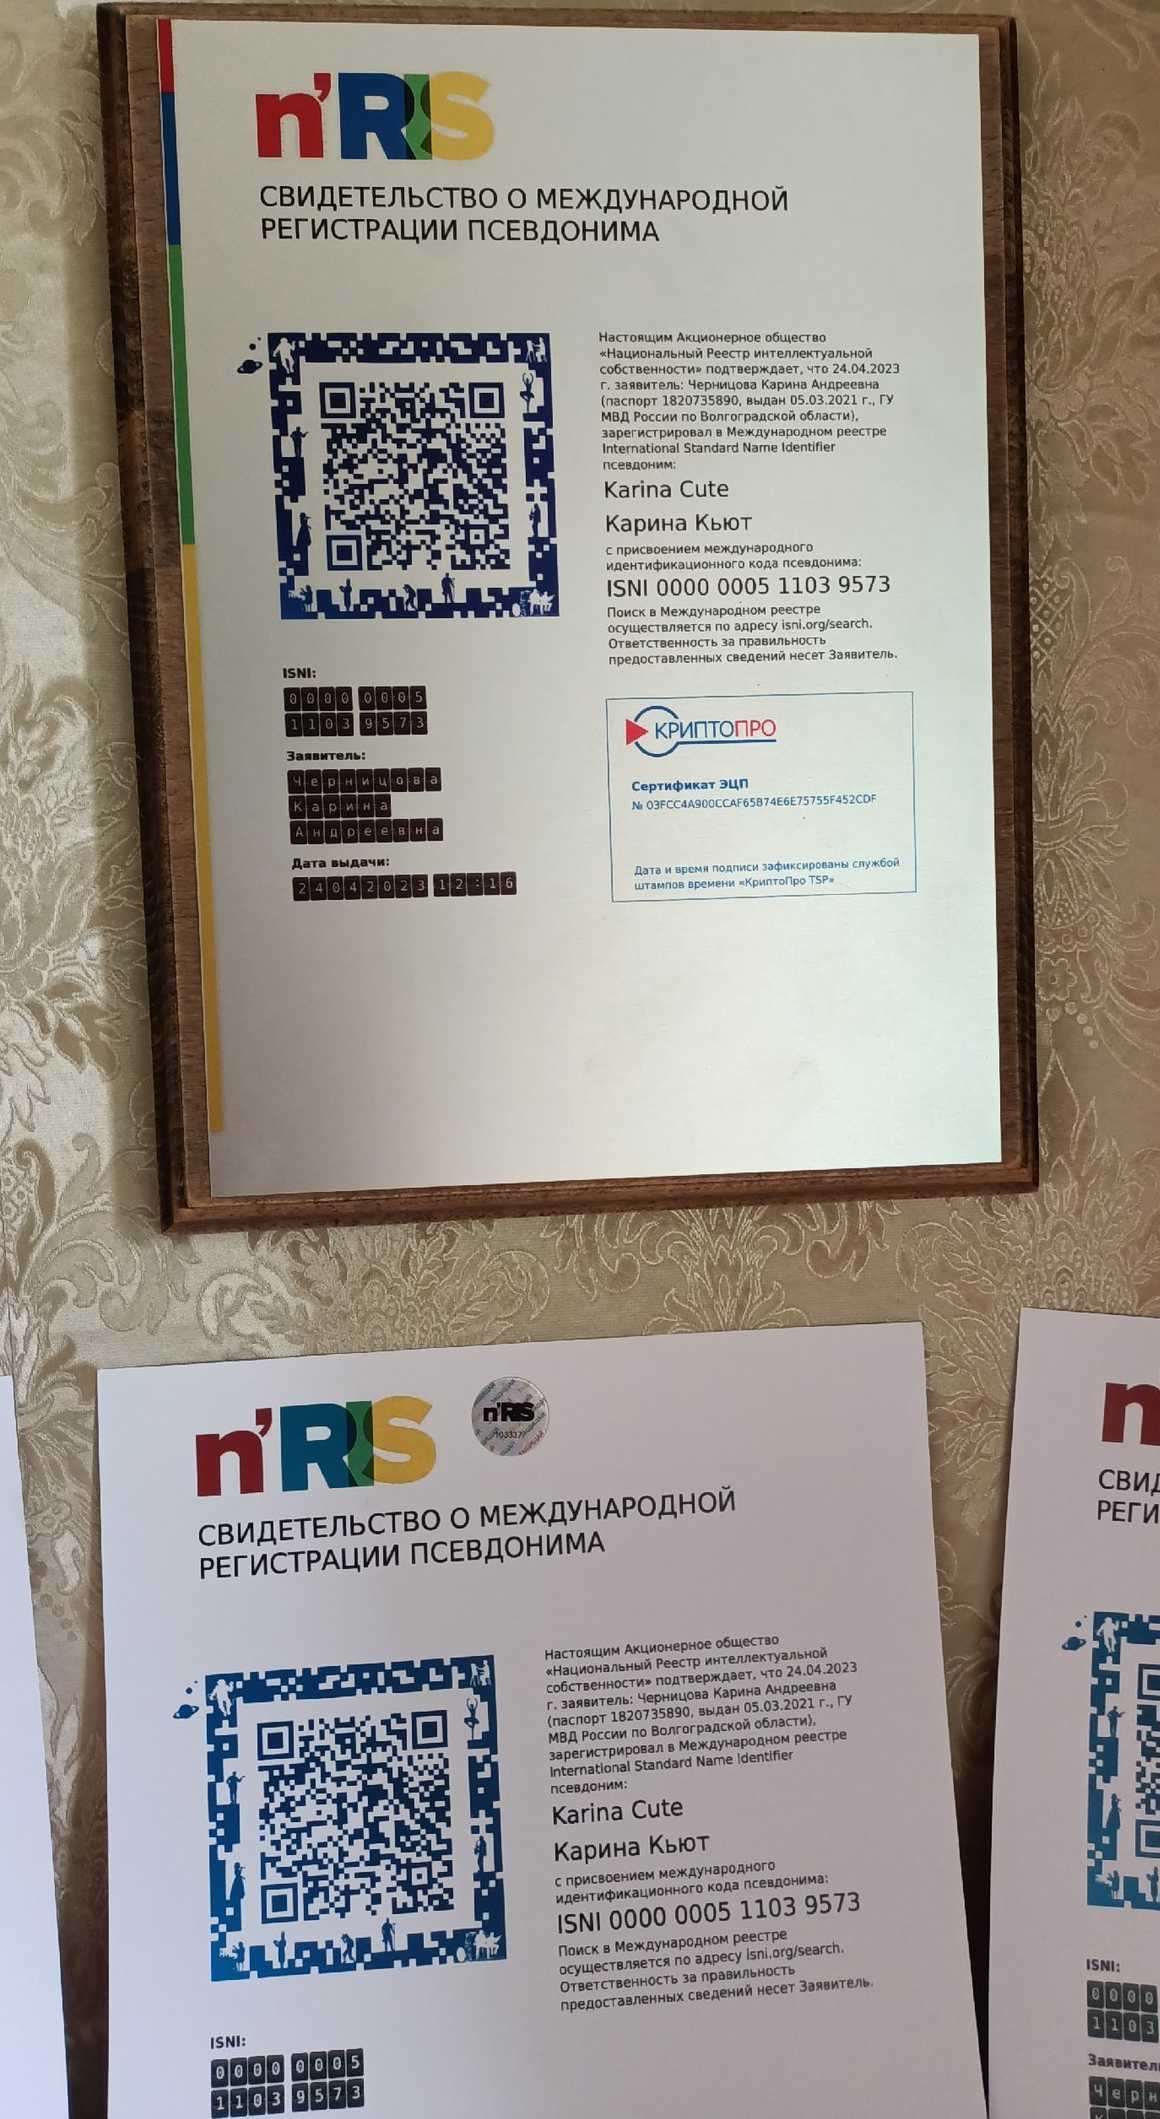 n'RIS
СВИДЕТЕЛЬСТВО О МЕЖДУНАРОДНОЙ
РЕГИСТРАЦИИ ПСЕВДОНИМА
Настоящим Акционерное общество
«Национальный Реестр интеллектуальной
собственности» подтверждает, что 24.04.2023
г. заявитель: Черницова Карина Андреевна
(паспорт 1820735890, выдан 05.03.2021 г., ГУ
МВД России по Волгоградской области),
зарегистрировал в Международном реестре
International Standard Name Identifier
псевдоним:
Karina Cute
Карина Кьют
с присвоением международного
идентификационного кода псевдонима:
ISNI 0000 0005 1103 9573
Поиск в Международном реестре
осуществляется по адресу isni.org/search.
Ответственность за правильность
предоставленных сведений несет Заявитель.
ISNI:
0000 0005
1103 9573
Заявитель:
Черницова
Карина
Андреевна
Дата выдачи:
24042023 12:16
КРИПТОПРО
Сертификат ЭЦП
№ 03FCC4A900CCAF65B74E6E75755F452CDF
Дата и время подписи зафиксированы службой
штампов времени «КриптоПро TSP»
n'RIS
n'RIS
СВИДЕТЕЛЬСТВО О МЕЖДУНАРОДНОЙ
РЕГИСТРАЦИИ ПСЕВДОНИМА
Настоящим Акционерное общество
«Национальный Реестр интеллектуальной
собственности» подтверждает, что 24.04.2023
г. заявитель: Черницова Карина Андреевна
(паспорт 1820735890, выдан 05.03.2021 г., ГУ
МВД России по Волгоградской области),
зарегистрировал в Международном реестре
International Standard Name Identifier
псевдоним:
Karina Cute
Карина Кьют
с присвоением международного
идентификационного кода псевдонима:
ISNI 0000 0005 1103 9573
Поиск в Международном реестре
осуществляется по адресу isni.org/search.
Ответственность за правильность
предоставленных сведений несет Заявитель.
ISNI:
0000 0005
1103 9573
n
СВИД
РЕГИ
ISNI:
0000
1103
Заявител
Черн